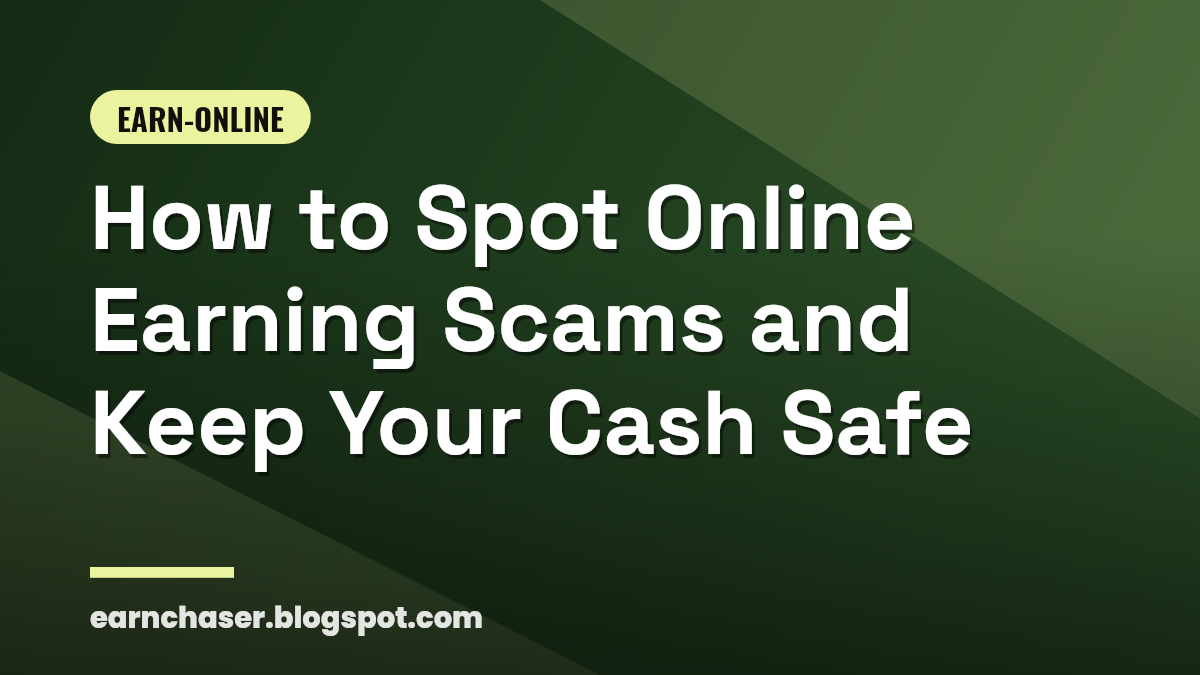 EARN-ONLINE
How to Spot Online
Earning Scams and
Keep Your Cash Safe
earnchaser.blogspot.com